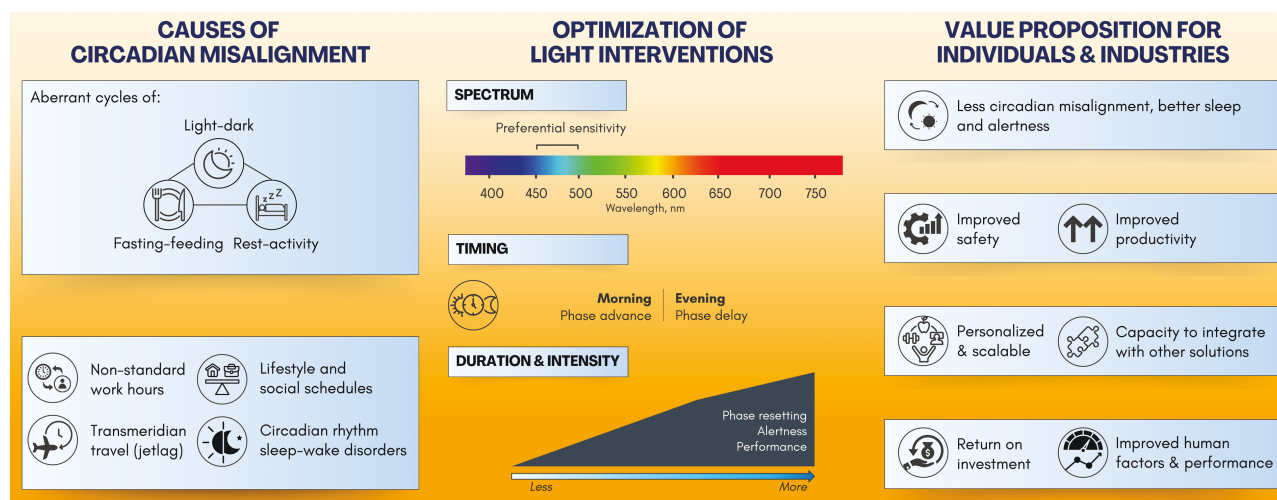 CAUSES OF
CIRCADIAN MISALIGNMENT
Aberrant cycles of:
Light-dark
Fasting-feeding
Rest-activity
zzZ
Non-standard
work hours
Lifestyle and
social schedules
Transmeridian
travel (jetlag)
Circadian rhythm
sleep-wake disorders
OPTIMIZATION OF
LIGHT INTERVENTIONS
SPECTRUM
Preferential sensitivity
400 450 500 550 600 650 700 750
Wavelength, nm
TIMING
Morning
Phase advance
Evening
Phase delay
DURATION & INTENSITY
Phase resetting
Alertness
Performance
Less
More
VALUE PROPOSITION FOR
INDIVIDUALS & INDUSTRIES
Less circadian misalignment, better sleep
and alertness
Improved
safety
Improved
productivity
Personalized
& scalable
Capacity to integrate
with other solutions
$
Return on
investment
Improved human
factors & performance